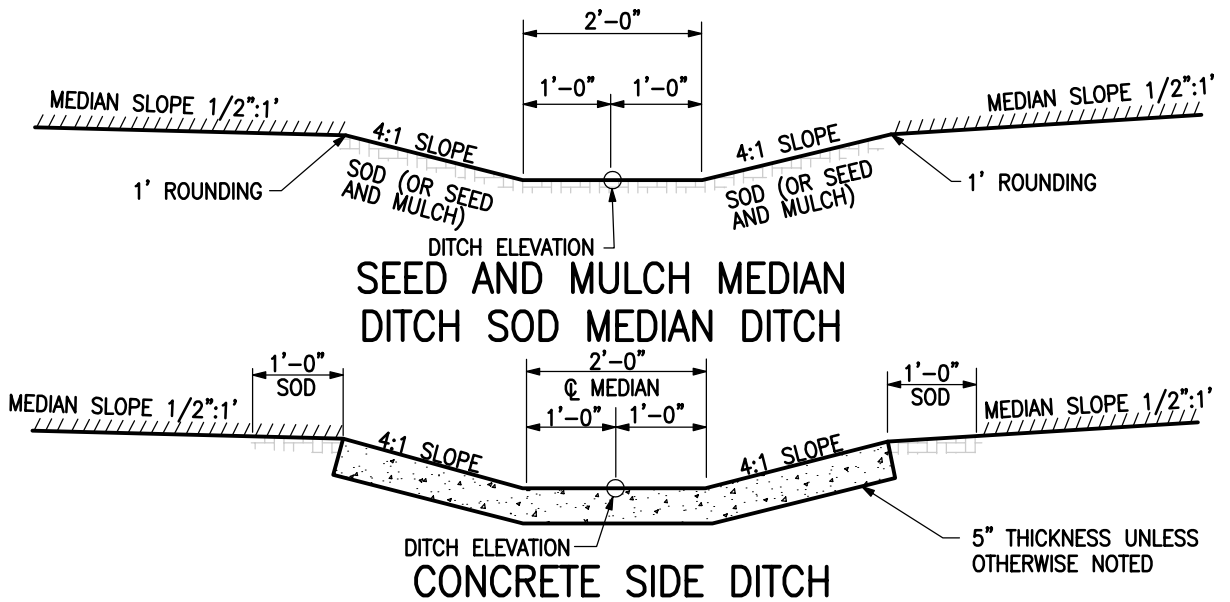 2'-0"
1'-0" 1'-0"
MEDIAN SLOPE 1/2":1'
MEDIAN SLOPE 1/2":1'
4:1 SLOPE
4:1 SLOPE
1' ROUNDING
SOD (OR SEED
AND MULCH)
SOD (OR SEED
AND MULCH)
1' ROUNDING
DITCH ELEVATION
SEED AND MULCH MEDIAN
DITCH SOD MEDIAN DITCH
1'-0"
SOD
2'-0"
℄ MEDIAN
1'-0" 1'-0"
1'-0"
SOD
MEDIAN SLOPE 1/2":1'
MEDIAN SLOPE 1/2":1'
4:1 SLOPE
4:1 SLOPE
DITCH ELEVATION
5" THICKNESS UNLESS
OTHERWISE NOTED
CONCRETE SIDE DITCH